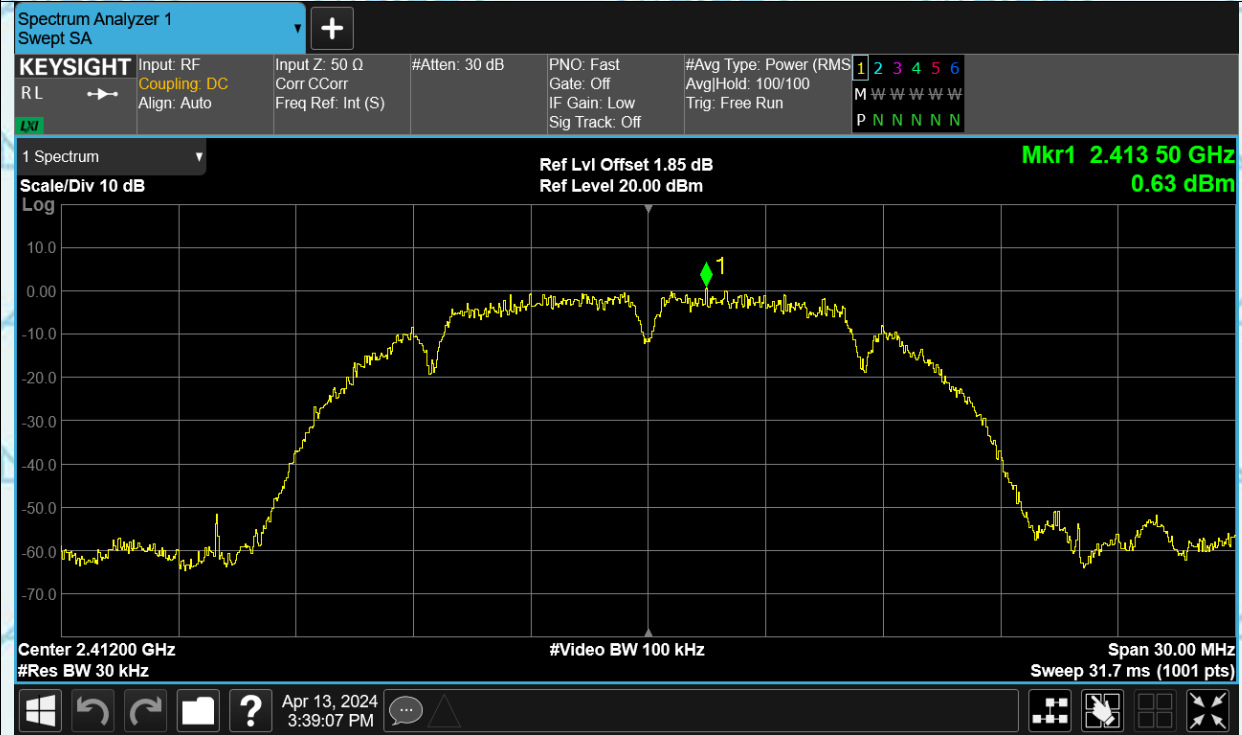 Spectrum Analyzer 1
Swept SA
+
KEYSIGHT
R L
LXI
Input: RF
Coupling: DC
Align: Auto
Input Z: 50 Ω
Corr CCorr
Freq Ref: Int (S)
#Atten: 30 dB
PNO: Fast
Gate: Off
IF Gain: Low
Sig Track: Off
#Avg Type: Power (RMS
Avg|Hold: 100/100
Trig: Free Run
1 2 3 4 5 6
M W W W W W
P N N N N N
1 Spectrum
Scale/Div 10 dB
Log
Ref Lvl Offset 1.85 dB
Ref Level 20.00 dBm
Mkr1 2.413 50 GHz
0.63 dBm
10.0
0.00
-10.0
-20.0
-30.0
-40.0
-50.0
-60.0
-70.0
1
Center 2.41200 GHz
#Res BW 30 kHz
#Video BW 100 kHz
Span 30.00 MHz
Sweep 31.7 ms (1001 pts)
?
Apr 13, 2024
3:39:07 PM